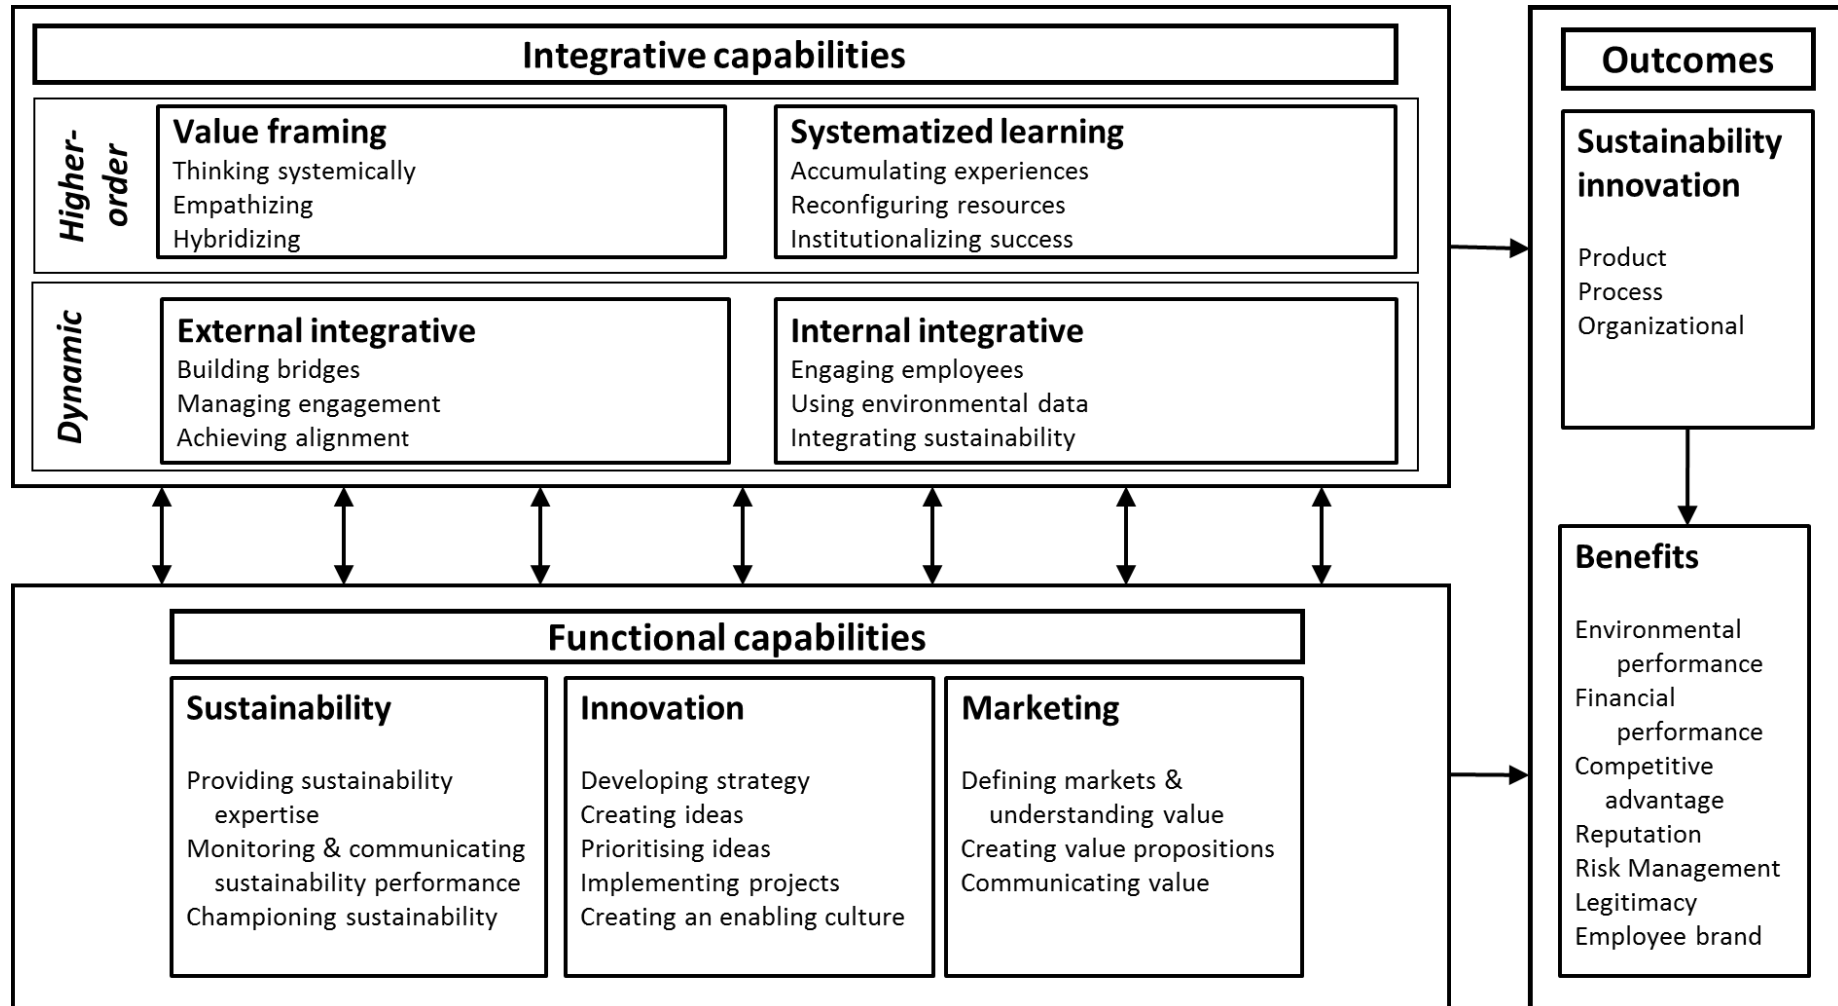 Integrative capabilities
Higher-
order
Value framing
Thinking systemically
Empathizing
Hybridizing
Systematized learning
Accumulating experiences
Reconfiguring resources
Institutionalizing success
Dynamic
External integrative
Building bridges
Managing engagement
Achieving alignment
Internal integrative
Engaging employees
Using environmental data
Integrating sustainability
Functional capabilities
Sustainability
Providing sustainability
expertise
Monitoring & communicating
sustainability performance
Championing sustainability
Innovation
Developing strategy
Creating ideas
Prioritising ideas
Implementing projects
Creating an enabling culture
Marketing
Defining markets &
understanding value
Creating value propositions
Communicating value
Outcomes
Sustainability
innovation
Product
Process
Organizational
Benefits
Environmental
performance
Financial
performance
Competitive
advantage
Reputation
Risk Management
Legitimacy
Employee brand